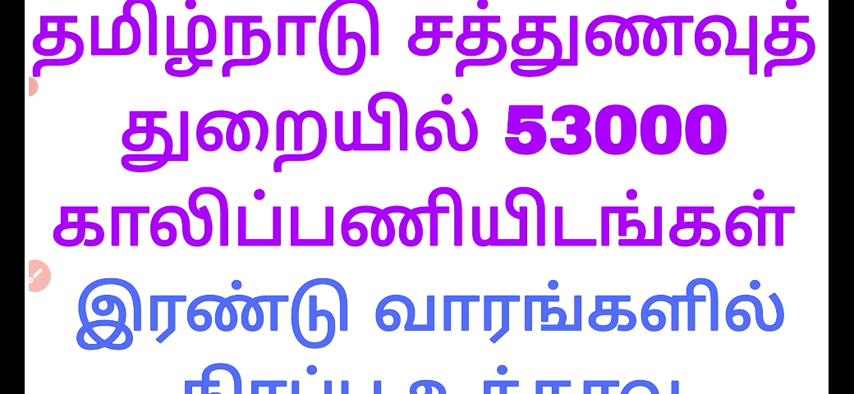 தமிழ்நாடு சத்துணவுத்
துறையில் 53000
காலிப்பணியிடங்கள்
இரண்டு வாரங்களில்